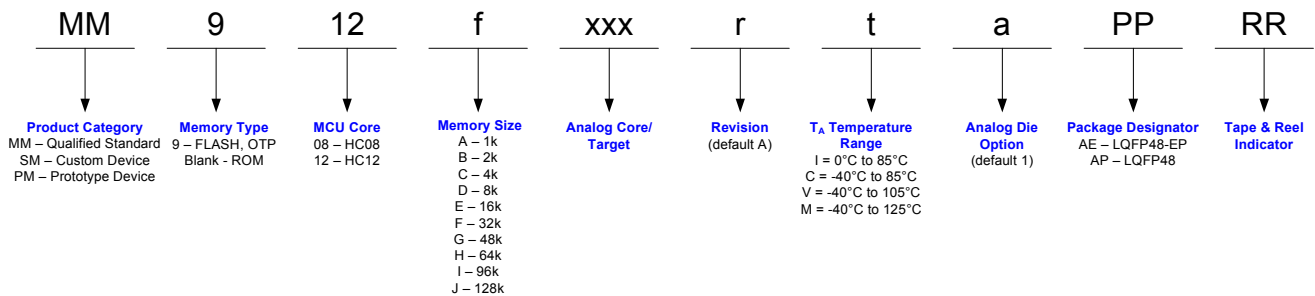 MM 9 12 f xxx r t a PP RR
Product Category
MM – Qualified Standard
SM – Custom Device
PM – Prototype Device
Memory Type
9 – FLASH, OTP
Blank - ROM
MCU Core
08 – HC08
12 – HC12
Memory Size
A – 1k
B – 2k
C – 4k
D – 8k
E – 16k
F – 32k
G – 48k
H – 64k
I – 96k
J – 128k
Analog Core/
Target
Revision
(default A)
TA Temperature
Range
I = 0°C to 85°C
C = -40°C to 85°C
V = -40°C to 105°C
M = -40°C to 125°C
Analog Die
Option
(default 1)
Package Designator
AE – LQFP48-EP
AP – LQFP48
Tape & Reel
Indicator